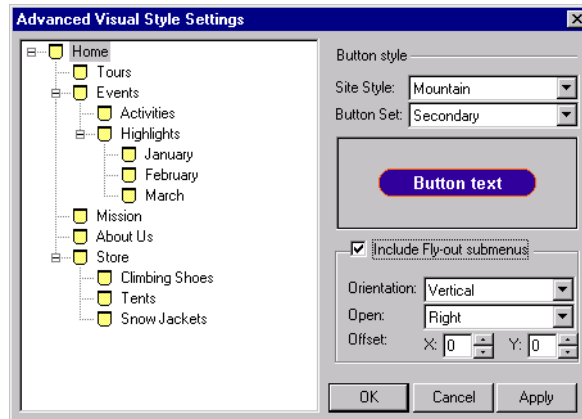 Advanced Visual Style Settings
Home
Tours
Events
Activities
Highlights
January
February
March
Mission
About Us
Store
Climbing Shoes
Tents
Snow Jackets
Button style
Site Style: Mountain
Button Set: Secondary
Button text
Include Fly-out submenus
Orientation: Vertical
Open: Right
Offset: X: 0 Y: 0
OK Cancel Apply